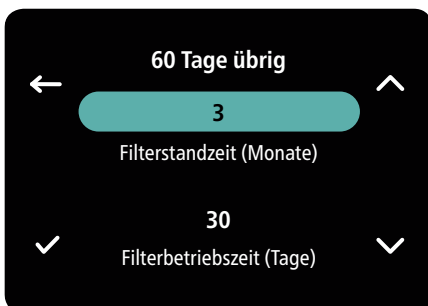 60 Tage übrig
3
Filterstandzeit (Monate)
30
Filterbetriebszeit (Tage)